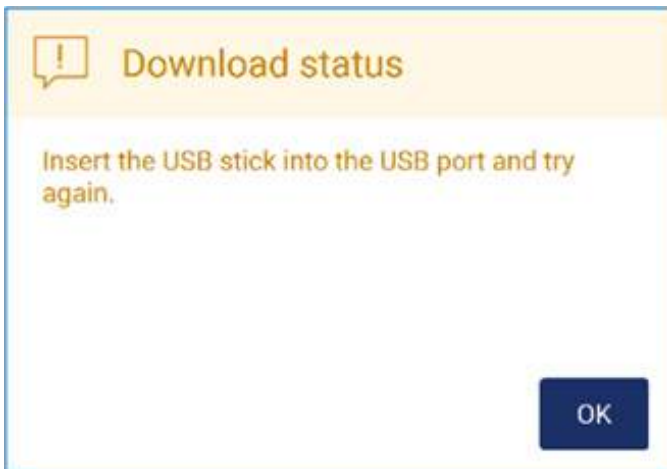 Download status
Insert the USB stick into the USB port and try
again.
OK